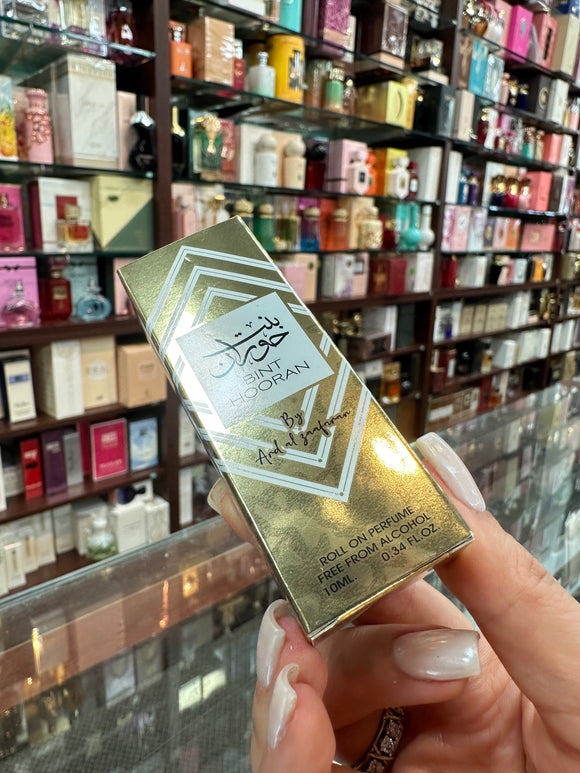 بنت
حوران
BINT
HOORAN
By
Ard al zaafaran
ROLL ON PERFUME
FREE FROM ALCOHOL
10ML. 0.34 FL.OZ